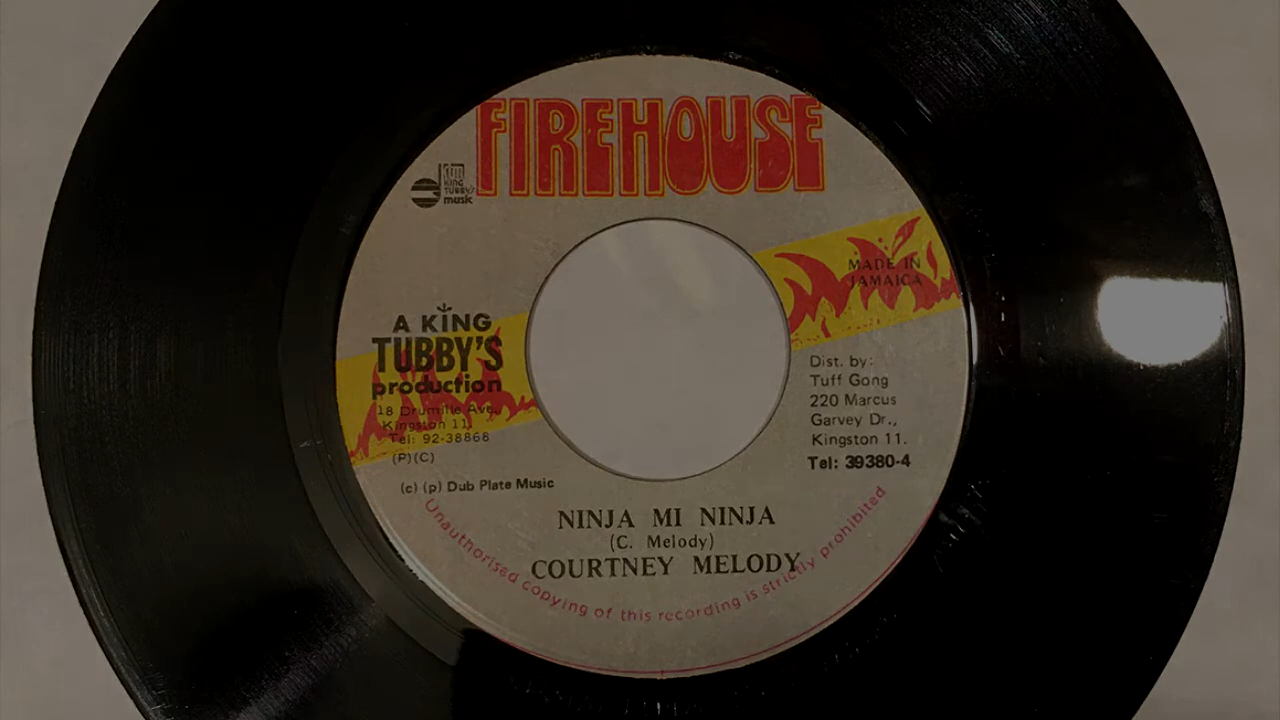 FIREHOUSE
KING
TUBBY'S
music
MADE IN
JAMAICA
A KING
TUBBY'S
production
18 Drumille Ave.,
Kingston 11,
Tel: 92-38868
(P)(C)
(c) (p) Dub Plate Music
Dist. by:
Tuff Gong
220 Marcus
Garvey Dr.,
Kingston 11.
Tel: 39380-4
NINJA MI NINJA
(C. Melody)
COURTNEY MELODY
Unauthorised copying of this recording is strictly prohibited